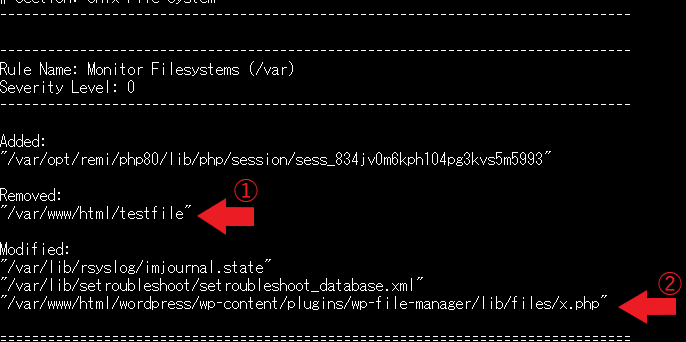 # Section: Unix File System
-------------------------------------------------------------------------------
-------------------------------------------------------------------------------
Rule Name: Monitor Filesystems (/var)
Severity Level: 0
-------------------------------------------------------------------------------
Added:
"/var/opt/remi/php80/lib/php/session/sess_834jv0m6kph104pg3kvs5m5993"
Removed:
①
"/var/www/html/testfile"
Modified:
"/var/lib/rsyslog/imjournal.state"
"/var/lib/setroubleshoot/setroubleshoot_database.xml"
②
"/var/www/html/wordpress/wp-content/plugins/wp-file-manager/lib/files/x.php"
===============================================================================